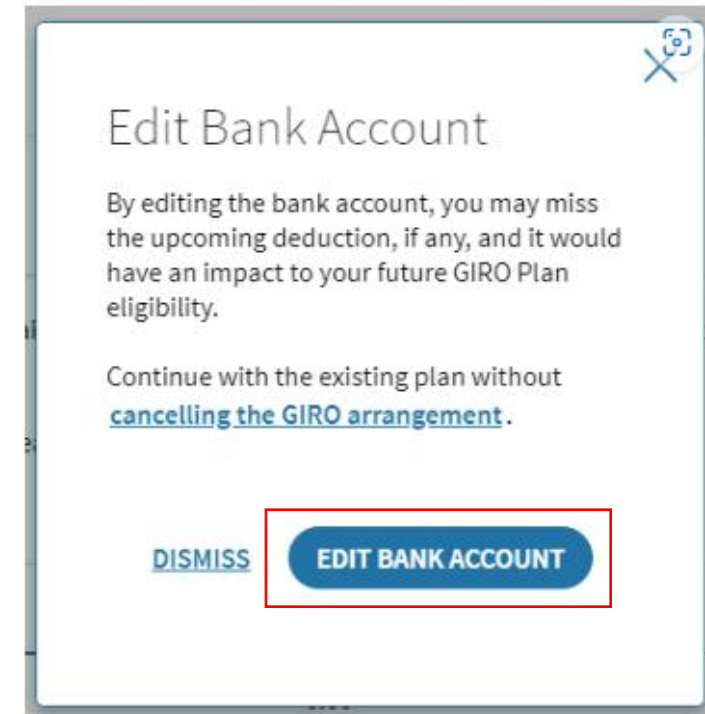 Edit Bank Account
By editing the bank account, you may miss
the upcoming deduction, if any, and it would
have an impact to your future GIRO Plan
eligibility.
Continue with the existing plan without
cancelling the GIRO arrangement.
DISMISS EDIT BANK ACCOUNT